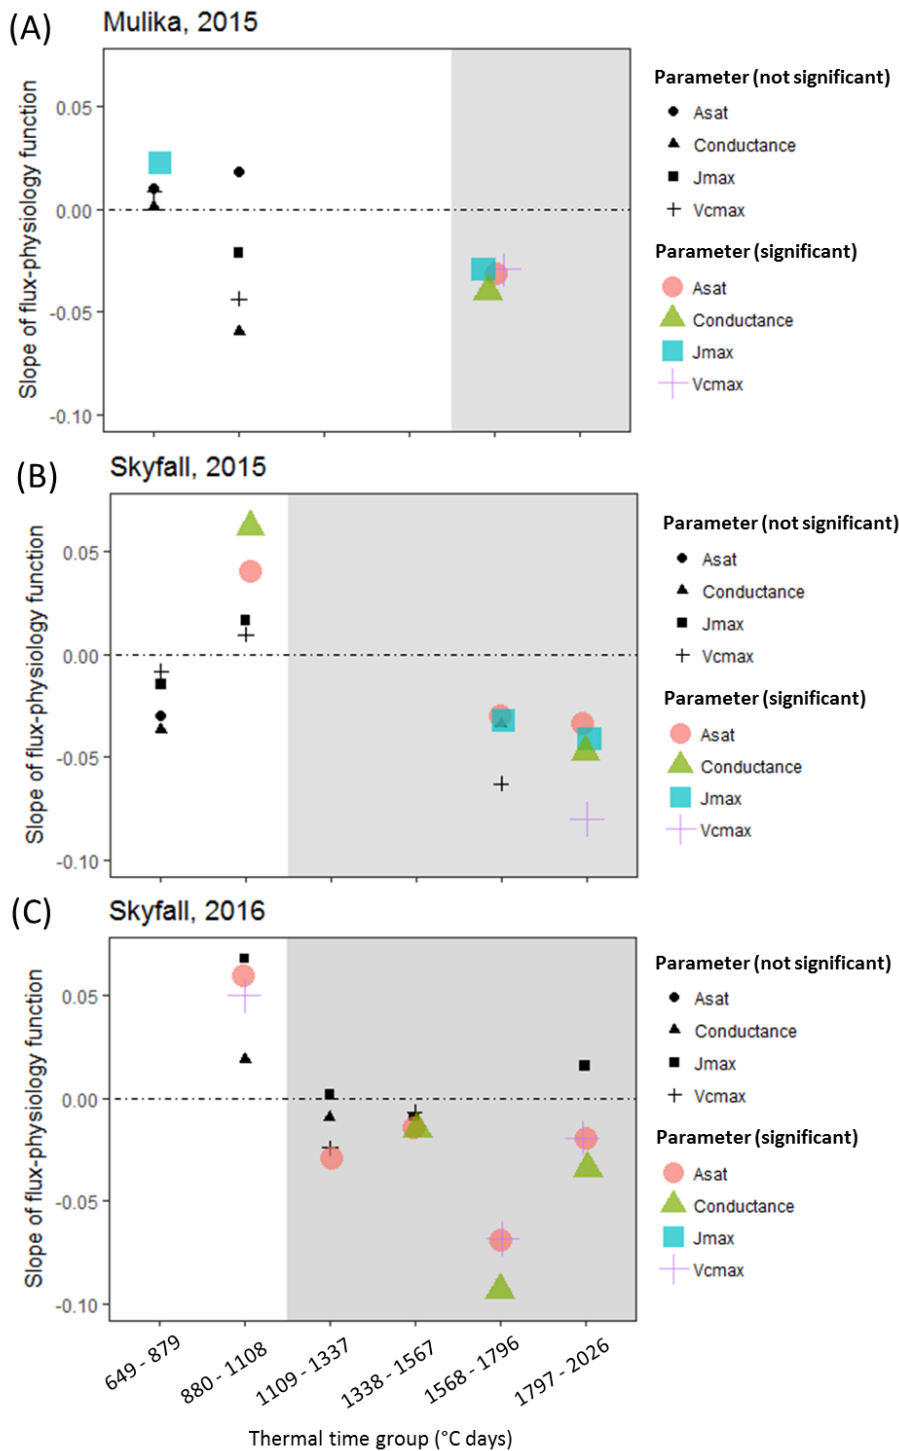 (A)
Mulika, 2015
Slope of flux-physiology function
0.05
0.00
-0.05
-0.10
Parameter (not significant)
Asat
Conductance
Jmax
Vcmax
Parameter (significant)
Asat
Conductance
Jmax
Vcmax
(B)
Skyfall, 2015
Slope of flux-physiology function
0.05
0.00
-0.05
-0.10
Parameter (not significant)
Asat
Conductance
Jmax
Vcmax
Parameter (significant)
Asat
Conductance
Jmax
Vcmax
(C)
Skyfall, 2016
Slope of flux-physiology function
0.05
0.00
-0.05
-0.10
Parameter (not significant)
Asat
Conductance
Jmax
Vcmax
Parameter (significant)
Asat
Conductance
Jmax
Vcmax
649 - 879
880 - 1108
1109 - 1337
1338 - 1567
1568 - 1796
1797 - 2026
Thermal time group (°C days)